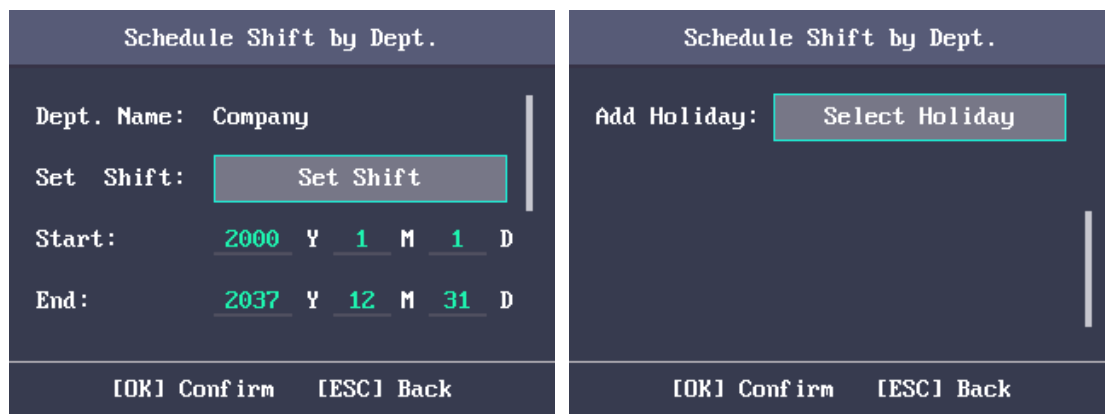 Schedule Shift by Dept.
Dept. Name: Company
Set Shift: Set Shift
Start: 2000 Y 1 M 1 D
End: 2037 Y 12 M 31 D
[OK] Confirm [ESC] Back
Schedule Shift by Dept.
Add Holiday: Select Holiday
[OK] Confirm [ESC] Back